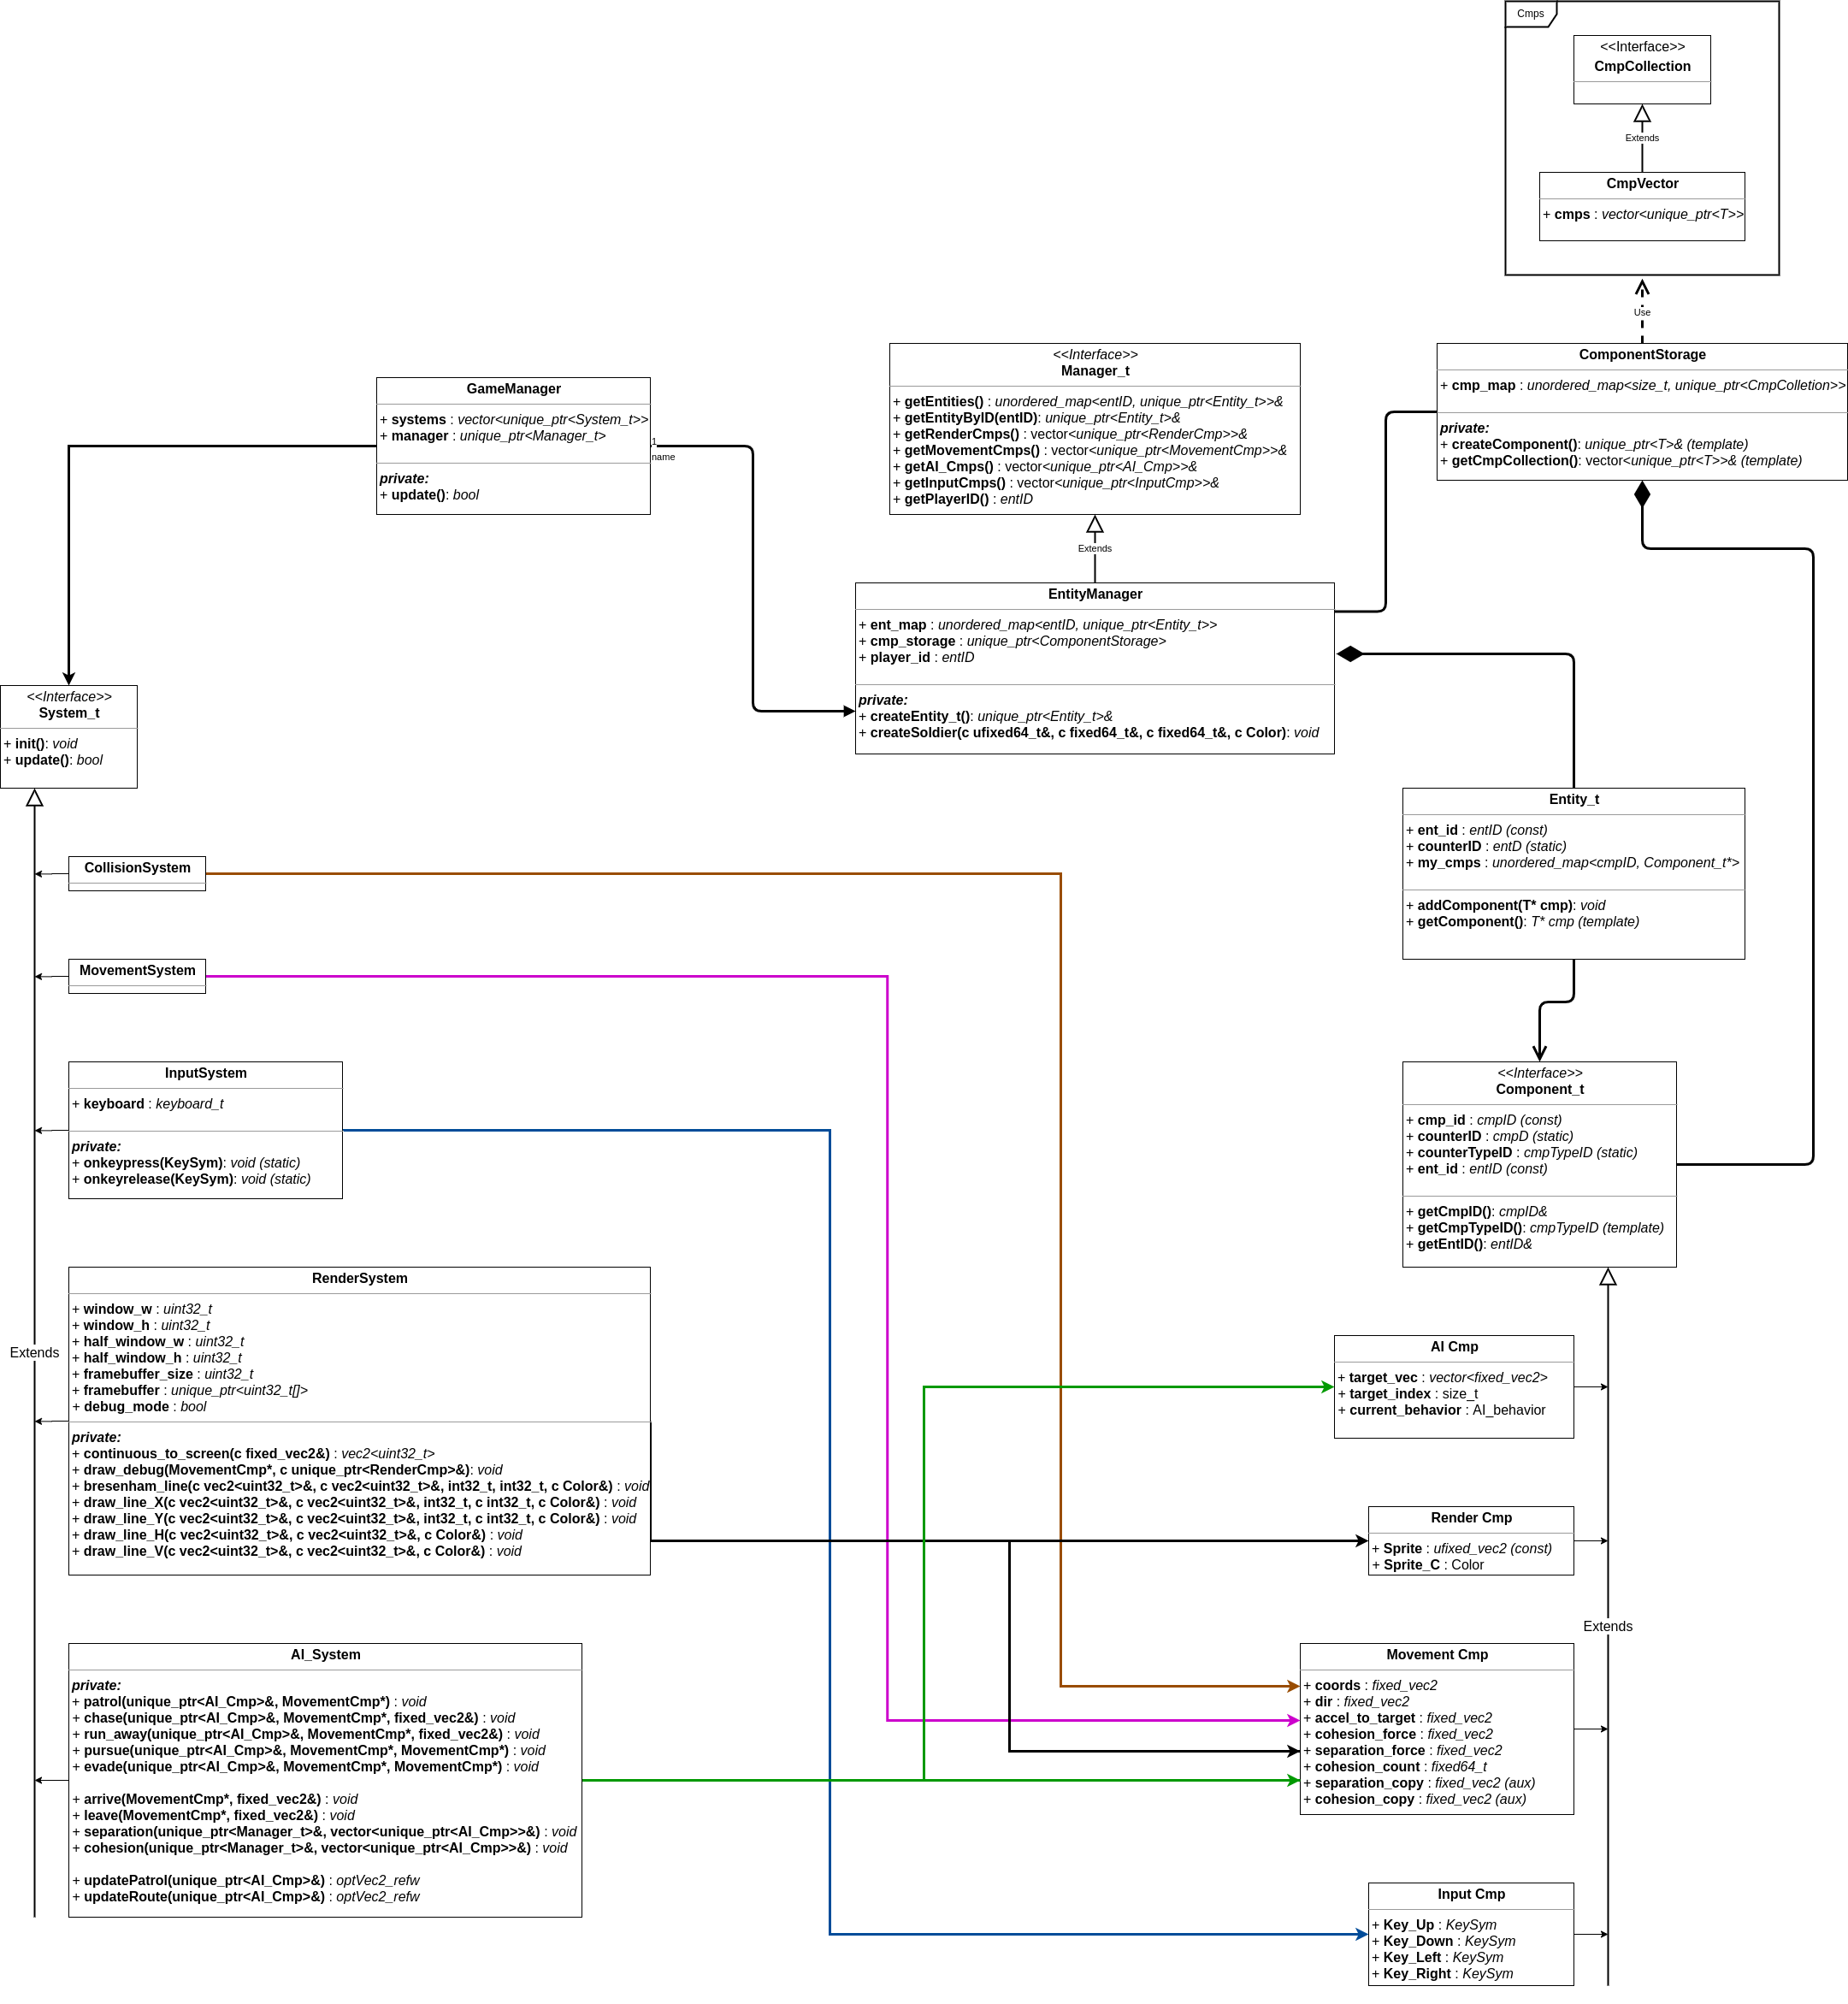 Cmps
<<Interface>>
CmpCollection
Extends
CmpVector
+ cmps : vector<unique_ptr<T>>
Use
ComponentStorage
+ cmp_map : unordered_map<size_t, unique_ptr<CmpColletion>>
private:
+ createComponent(): unique_ptr<T>& (template)
+ getCmpCollection(): vector<unique_ptr<T>>& (template)
<<Interface>>
Manager_t
+ getEntities() : unordered_map<entID, unique_ptr<Entity_t>>&
+ getEntityByID(entID): unique_ptr<Entity_t>&
+ getRenderCmps() : vector<unique_ptr<RenderCmp>>&
+ getMovementCmps() : vector<unique_ptr<MovementCmp>>&
+ getAI_Cmps() : vector<unique_ptr<AI_Cmp>>&
+ getInputCmps() : vector<unique_ptr<InputCmp>>&
+ getPlayerID() : entID
GameManager
+ systems : vector<unique_ptr<System_t>>
+ manager : unique_ptr<Manager_t>
private:
+ update(): bool
1
name
Extends
EntityManager
+ ent_map : unordered_map<entID, unique_ptr<Entity_t>>
+ cmp_storage : unique_ptr<ComponentStorage>
+ player_id : entID
private:
+ createEntity_t(): unique_ptr<Entity_t>&
+ createSoldier(c ufixed64_t&, c fixed64_t&, c fixed64_t&, c Color): void
<<Interface>>
System_t
+ init(): void
+ update(): bool
Entity_t
+ ent_id : entID (const)
+ counterID : entD (static)
+ my_cmps : unordered_map<cmpID, Component_t*>
+ addComponent(T* cmp): void
+ getComponent(): T* cmp (template)
CollisionSystem
MovementSystem
InputSystem
+ keyboard : keyboard_t
private:
+ onkeypress(KeySym): void (static)
+ onkeyrelease(KeySym): void (static)
<<Interface>>
Component_t
+ cmp_id : cmpID (const)
+ counterID : cmpD (static)
+ counterTypeID : cmpTypeID (static)
+ ent_id : entID (const)
+ getCmpID(): cmpID&
+ getCmpTypeID(): cmpTypeID (template)
+ getEntID(): entID&
Extends
RenderSystem
+ window_w : uint32_t
+ window_h : uint32_t
+ half_window_w : uint32_t
+ half_window_h : uint32_t
+ framebuffer_size : uint32_t
+ framebuffer : unique_ptr<uint32_t[]>
+ debug_mode : bool
private:
+ continuous_to_screen(c fixed_vec2&) : vec2<uint32_t>
+ draw_debug(MovementCmp*, c unique_ptr<RenderCmp>&): void
+ bresenham_line(c vec2<uint32_t>&, c vec2<uint32_t>&, int32_t, int32_t, c Color&) : void
+ draw_line_X(c vec2<uint32_t>&, c vec2<uint32_t>&, int32_t, c int32_t, c Color&) : void
+ draw_line_Y(c vec2<uint32_t>&, c vec2<uint32_t>&, int32_t, c int32_t, c Color&) : void
+ draw_line_H(c vec2<uint32_t>&, c vec2<uint32_t>&, c Color&) : void
+ draw_line_V(c vec2<uint32_t>&, c vec2<uint32_t>&, c Color&) : void
AI Cmp
+ target_vec : vector<fixed_vec2>
+ target_index : size_t
+ current_behavior : AI_behavior
Render Cmp
+ Sprite : ufixed_vec2 (const)
+ Sprite_C : Color
Extends
AI_System
private:
+ patrol(unique_ptr<AI_Cmp>&, MovementCmp*) : void
+ chase(unique_ptr<AI_Cmp>&, MovementCmp*, fixed_vec2&) : void
+ run_away(unique_ptr<AI_Cmp>&, MovementCmp*, fixed_vec2&) : void
+ pursue(unique_ptr<AI_Cmp>&, MovementCmp*, MovementCmp*) : void
+ evade(unique_ptr<AI_Cmp>&, MovementCmp*, MovementCmp*) : void
+ arrive(MovementCmp*, fixed_vec2&) : void
+ leave(MovementCmp*, fixed_vec2&) : void
+ separation(unique_ptr<Manager_t>&, vector<unique_ptr<AI_Cmp>>&) : void
+ cohesion(unique_ptr<Manager_t>&, vector<unique_ptr<AI_Cmp>>&) : void
+ updatePatrol(unique_ptr<AI_Cmp>&) : optVec2_refw
+ updateRoute(unique_ptr<AI_Cmp>&) : optVec2_refw
Movement Cmp
+ coords : fixed_vec2
+ dir : fixed_vec2
+ accel_to_target : fixed_vec2
+ cohesion_force : fixed_vec2
+ separation_force : fixed_vec2
+ cohesion_count : fixed64_t
+ separation_copy : fixed_vec2 (aux)
+ cohesion_copy : fixed_vec2 (aux)
Input Cmp
+ Key_Up : KeySym
+ Key_Down : KeySym
+ Key_Left : KeySym
+ Key_Right : KeySym